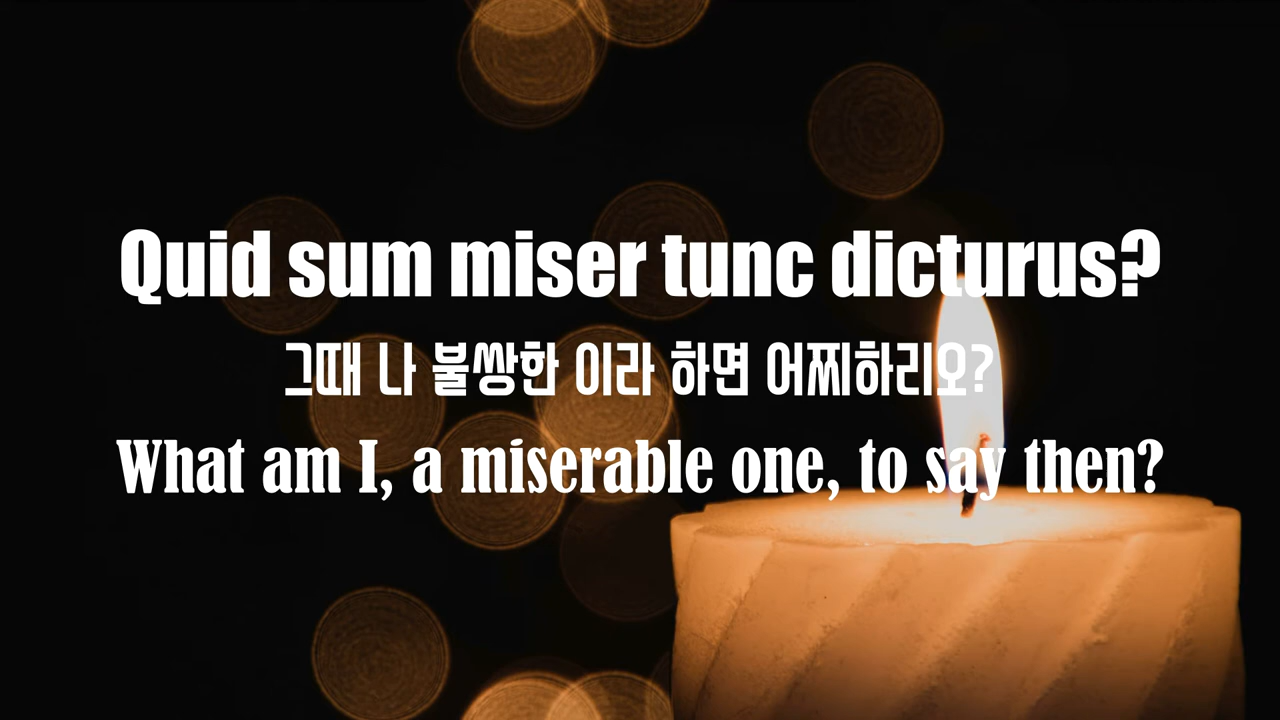 Quid sum miser tunc dicturus?
그때 나 불쌍한 이라 하면 어찌하리오?
What am I, a miserable one, to say then?